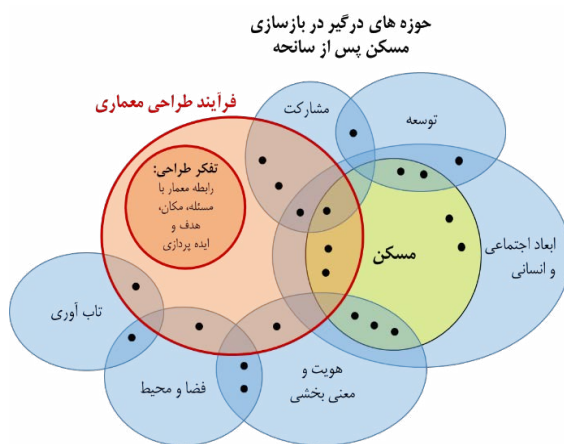 حوزه های درگیر در بازسازی
مسکن پس از سانحه
فرآیند طراحی معماری
مشارکت
توسعه
تفکر طراحی:
رابطه معمار با
مسئله، مکان،
هدف و
ایده پردازی
مسکن
ابعاد اجتماعی
و انسانی
تاب آوری
فضا و محیط
هویت و
معنی بخشی